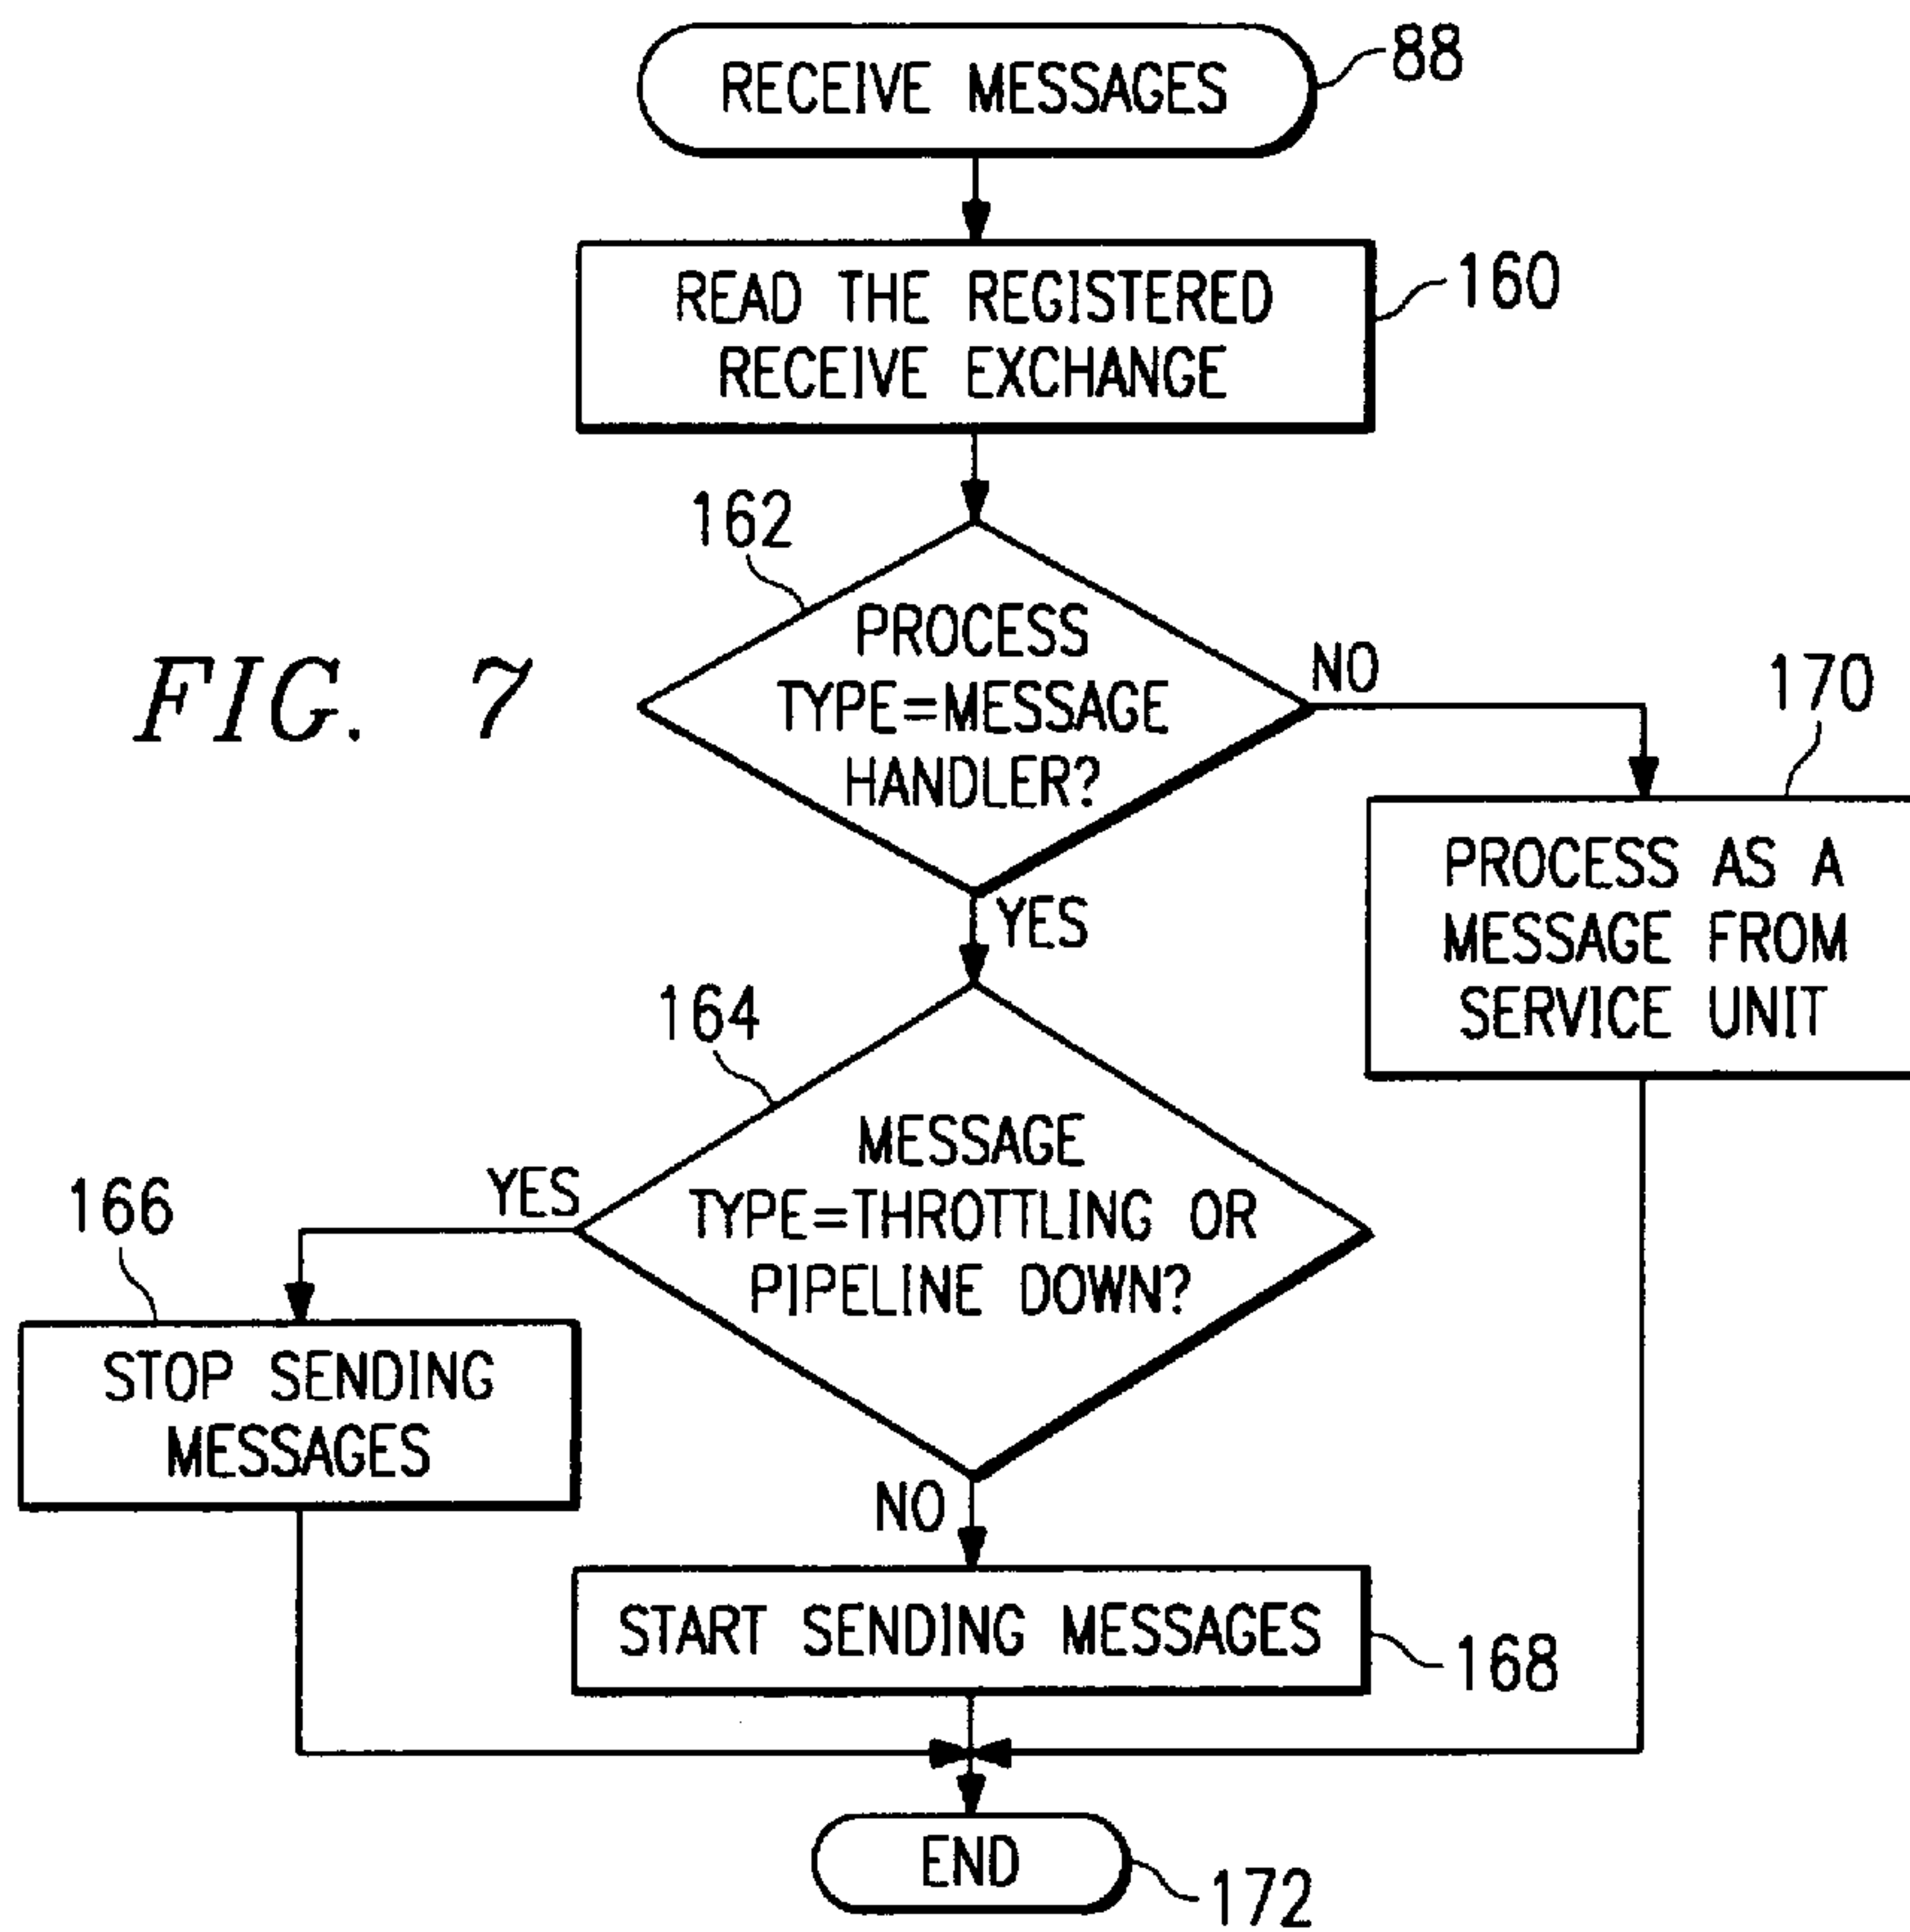 RECEIVE MESSAGES
88
READ THE REGISTERED
RECEIVE EXCHANGE
160
162
PROCESS
TYPE=MESSAGE
HANDLER?
NO
170
FIG. 7
PROCESS AS A
MESSAGE FROM
SERVICE UNIT
YES
164
MESSAGE
TYPE=THROTTLING OR
PIPELINE DOWN?
YES
166
STOP SENDING
MESSAGES
NO
START SENDING MESSAGES
168
END
172